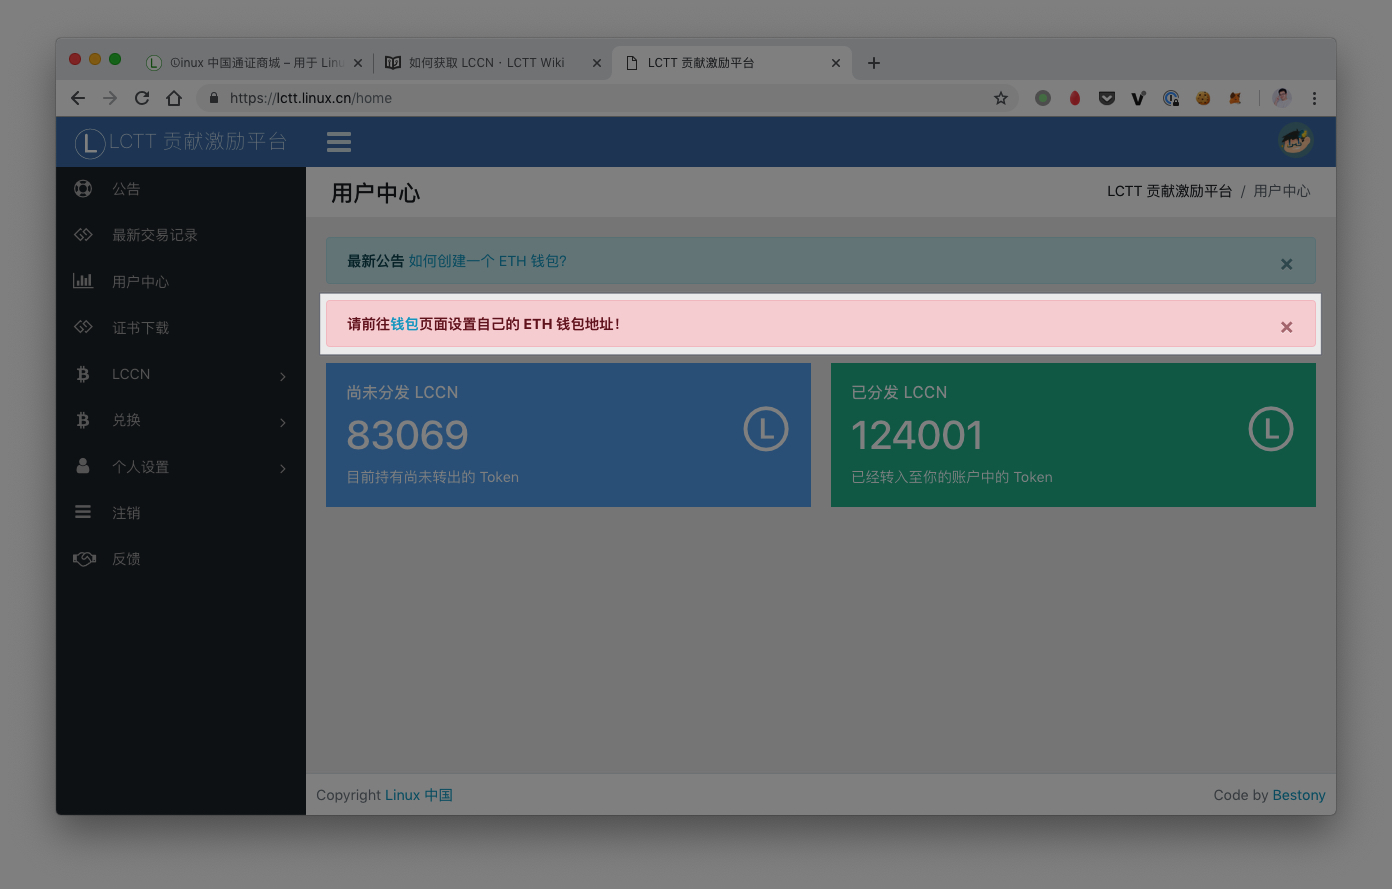 Ⓛinux 中国通证商城 – 用于 Linu
如何获取 LCCN · LCTT Wiki
LCTT 贡献激励平台
https://lctt.linux.cn/home
LCTT 贡献激励平台
公告
最新交易记录
用户中心
证书下载
LCCN
兑换
个人设置
注销
反馈
用户中心
LCTT 贡献激励平台 / 用户中心
最新公告 如何创建一个 ETH 钱包?
请前往钱包页面设置自己的 ETH 钱包地址!
尚未分发 LCCN
83069
目前持有尚未转出的 Token
已分发 LCCN
124001
已经转入至你的账户中的 Token
Copyright Linux 中国
Code by Bestony